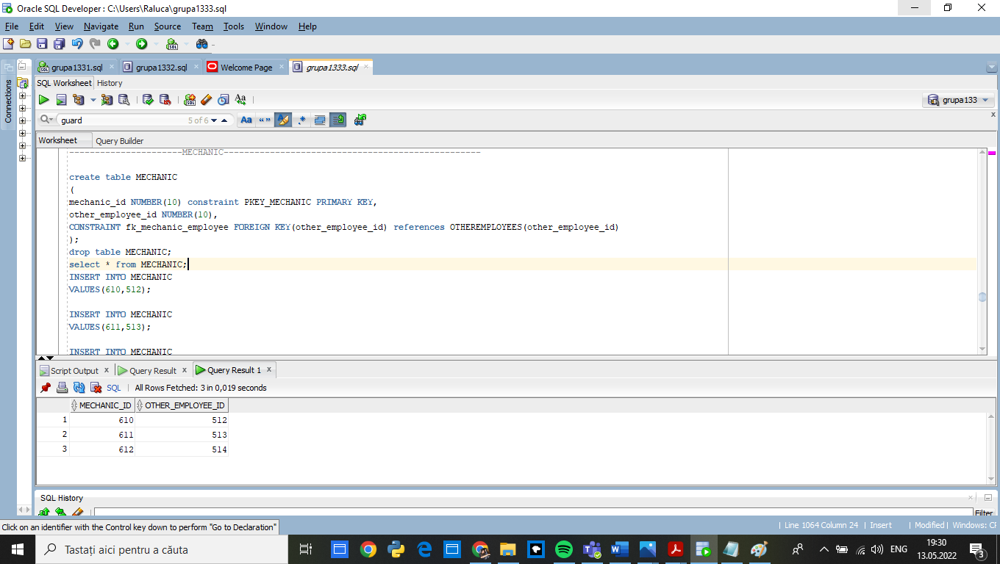 Oracle SQL Developer : C:\Users\Raluca\grupa1333.sql
File Edit View Navigate Run Source Team Tools Window Help
grupa1331.sql grupa1332.sql Welcome Page grupa1333.sql
Connections
SQL Worksheet History
grupa133
guard 5 of 6 Aa “ ” .*
Worksheet Query Builder
----------------------MECHANIC--------------------------------------------------
create table MECHANIC
(
mechanic_id NUMBER(10) constraint PKEY_MECHANIC PRIMARY KEY,
other_employee_id NUMBER(10),
CONSTRAINT fk_mechanic_employee FOREIGN KEY(other_employee_id) references OTHEREMPLOYEES(other_employee_id)
);
drop table MECHANIC;
select * from MECHANIC;
INSERT INTO MECHANIC
VALUES(610,512);
INSERT INTO MECHANIC
VALUES(611,513);
INSERT INTO MECHANIC
Script Output x Query Result x Query Result 1 x
SQL | All Rows Fetched: 3 in 0,019 seconds
MECHANIC_ID OTHER_EMPLOYEE_ID
1 610 512
2 611 513
3 612 514
SQL History
Filter
Click on an identifier with the Control key down to perform "Go to Declaration"
| Line 1064 Column 24 | Insert | Modified | Windows: CF
Tastați aici pentru a căuta
ENG
19:30
13.05.2022
3